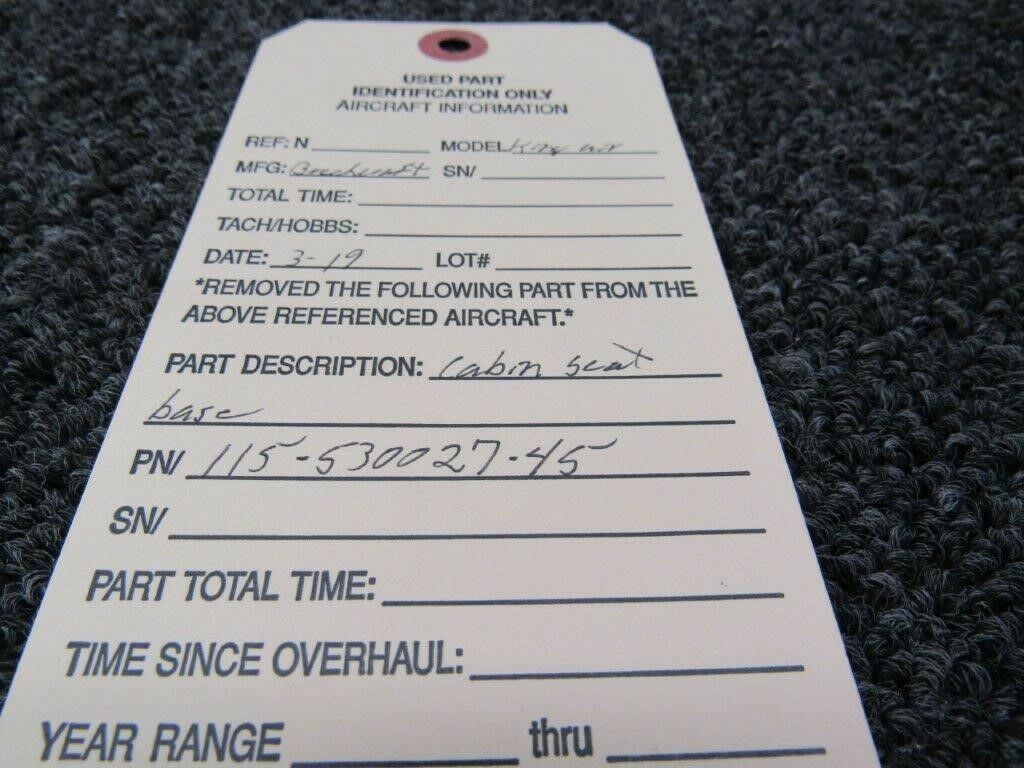 USED PART
IDENTIFICATION ONLY
AIRCRAFT INFORMATION
REF: N MODEL King air
MFG: Beechcraft SN/
TOTAL TIME:
TACH/HOBBS:
DATE: 3-19 LOT#
*REMOVED THE FOLLOWING PART FROM THE
ABOVE REFERENCED AIRCRAFT.*
PART DESCRIPTION: cabin seat
base
PN/ 115-530027-45
SN/
PART TOTAL TIME:
TIME SINCE OVERHAUL:
YEAR RANGE thru